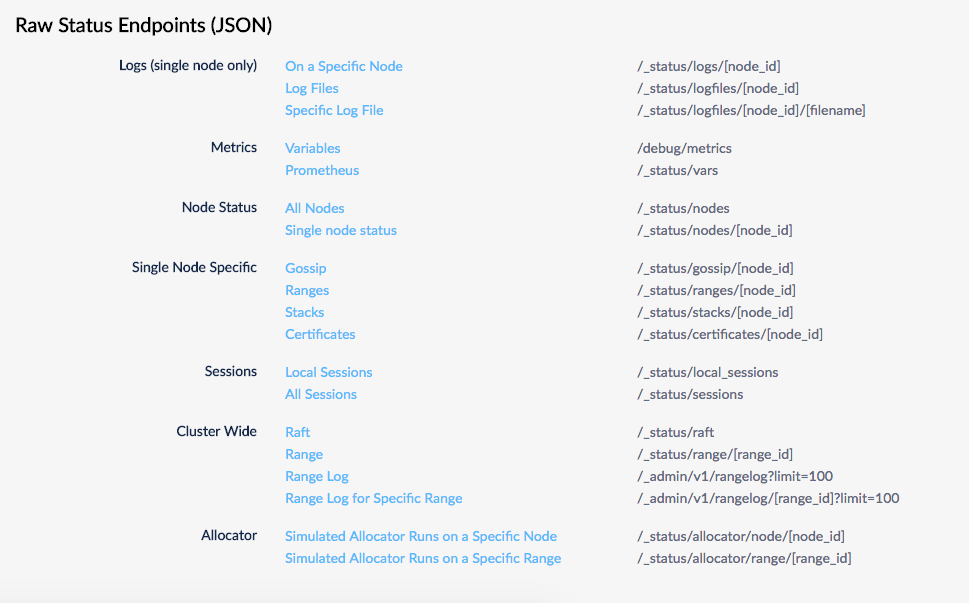 Raw Status Endpoints (JSON)
Logs (single node only) On a Specific Node /_status/logs/[node_id]
Log Files /_status/logfiles/[node_id]
Specific Log File /_status/logfiles/[node_id]/[filename]
Metrics Variables /debug/metrics
Prometheus /_status/vars
Node Status All Nodes /_status/nodes
Single node status /_status/nodes/[node_id]
Single Node Specific Gossip /_status/gossip/[node_id]
Ranges /_status/ranges/[node_id]
Stacks /_status/stacks/[node_id]
Certificates /_status/certificates/[node_id]
Sessions Local Sessions /_status/local_sessions
All Sessions /_status/sessions
Cluster Wide Raft /_status/raft
Range /_status/range/[range_id]
Range Log /_admin/v1/rangelog?limit=100
Range Log for Specific Range /_admin/v1/rangelog/[range_id]?limit=100
Allocator Simulated Allocator Runs on a Specific Node /_status/allocator/node/[node_id]
Simulated Allocator Runs on a Specific Range /_status/allocator/range/[range_id]